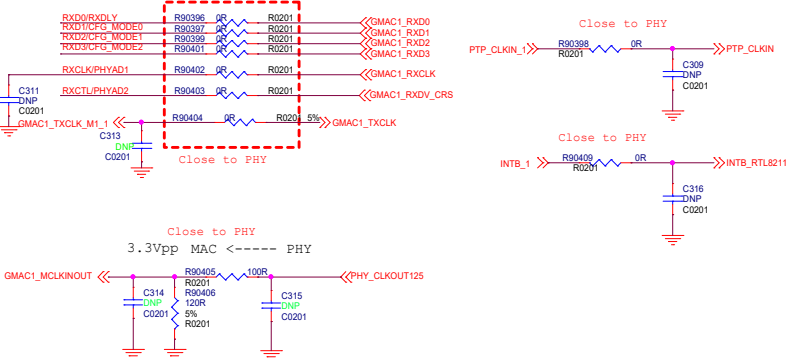 RXD0/RXDLY R90396 0R R0201 GMAC1_RXD0
RXD1/CFG_MODE0 R90397 0R R0201 GMAC1_RXD1
RXD2/CFG_MODE1 R90399 0R R0201 GMAC1_RXD2
RXD3/CFG_MODE2 R90401 0R R0201 GMAC1_RXD3
RXCLK/PHYAD1 R90402 0R R0201 GMAC1_RXCLK
C311
DNP
C0201
RXCTL/PHYAD2 R90403 0R R0201 GMAC1_RXDV_CRS
GMAC1_TXCLK_M1_1 R90404 0R R0201 5% GMAC1_TXCLK
C313
DNP
C0201
Close to PHY
Close to PHY
PTP_CLKIN_1 R90398 0R PTP_CLKIN
R0201
C309
DNP
C0201
Close to PHY
INTB_1 R90409 0R INTB_RTL8211
R0201
C316
DNP
C0201
Close to PHY
3.3Vpp MAC <----- PHY
GMAC1_MCLKINOUT R90405 100R PHY_CLKOUT125
R0201
C314
DNP
C0201
R90406
120R
5%
R0201
C315
DNP
C0201